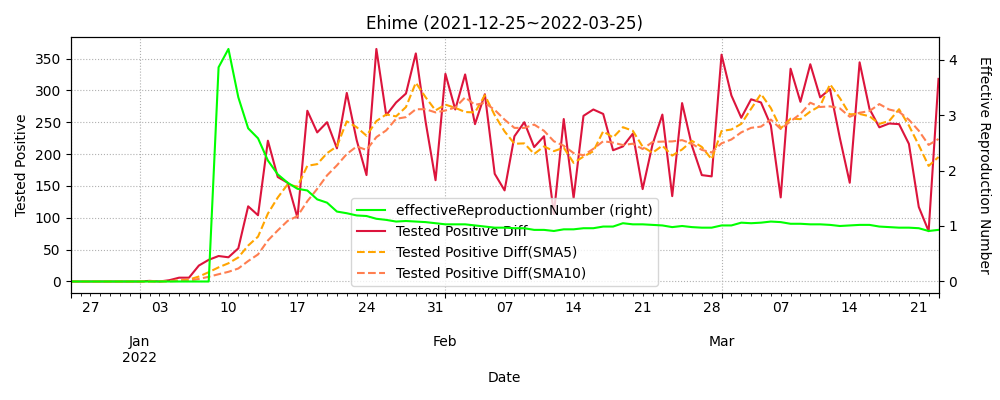 Ehime (2021-12-25~2022-03-25)
Tested Positive
350
300
250
200
150
100
50
0
4
3
2
1
0
Effective Reproduction Number
effectiveReproductionNumber (right)
Tested Positive Diff
Tested Positive Diff(SMA5)
Tested Positive Diff(SMA10)
27 03 10 17 24 31 07 14 21 28 07 14 21
Jan Feb Mar
2022
Date